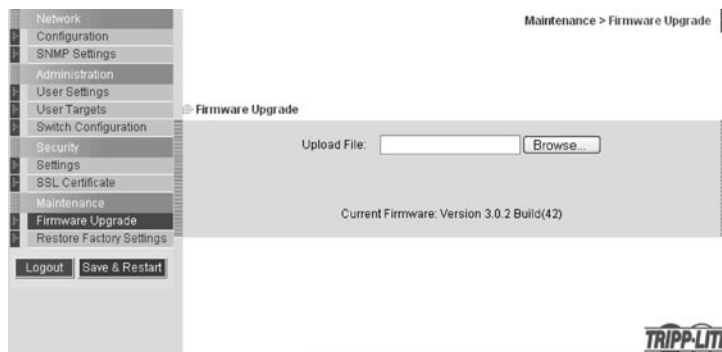 Network
Configuration
SNMP Settings
Administration
User Settings
User Targets
Switch Configuration
Security
Settings
SSL Certificate
Maintenance
Firmware Upgrade
Restore Factory Settings
Logout
Save & Restart
Maintenance > Firmware Upgrade
Firmware Upgrade
Upload File:
Browse...
Current Firmware: Version 3.0.2 Build(42)
TRIPP-LIT